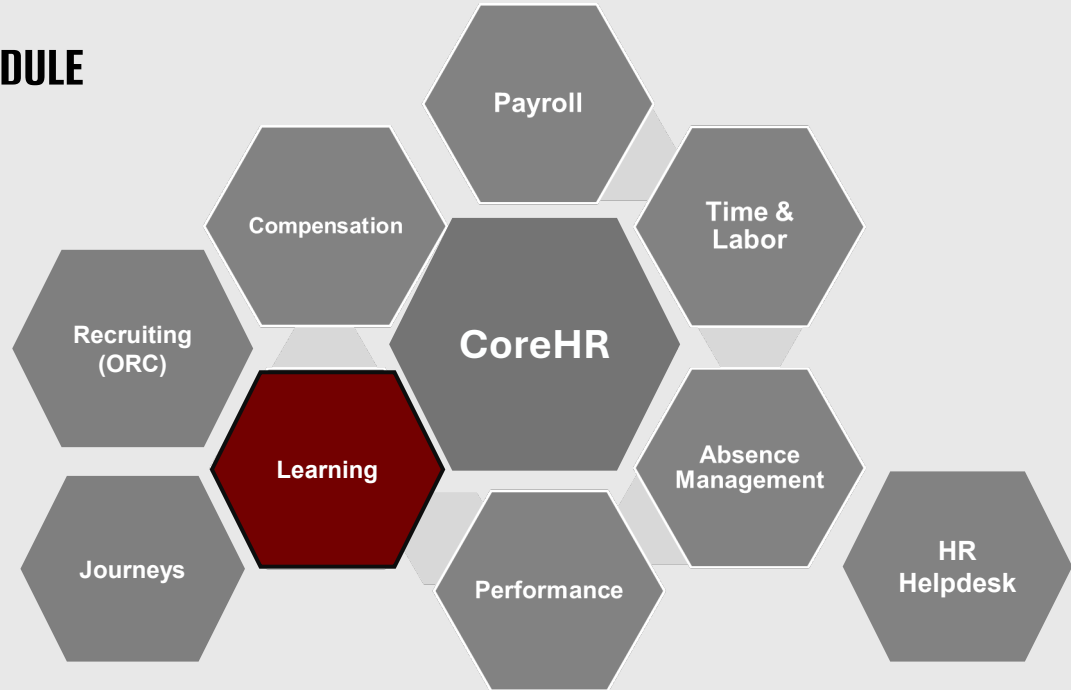 DULE
Payroll
Compensation
Time &
Labor
Recruiting
(ORC)
CoreHR
Learning
Absence
Management
Journeys
Performance
HR
Helpdesk